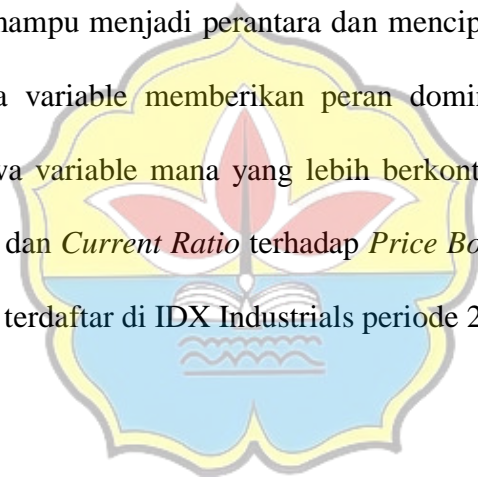 mampu menjadi perantara dan mencip
a variable memberikan peran domi
va variable mana yang lebih berkont
dan Current Ratio terhadap Price Bo
terdaftar di IDX Industrials periode 2